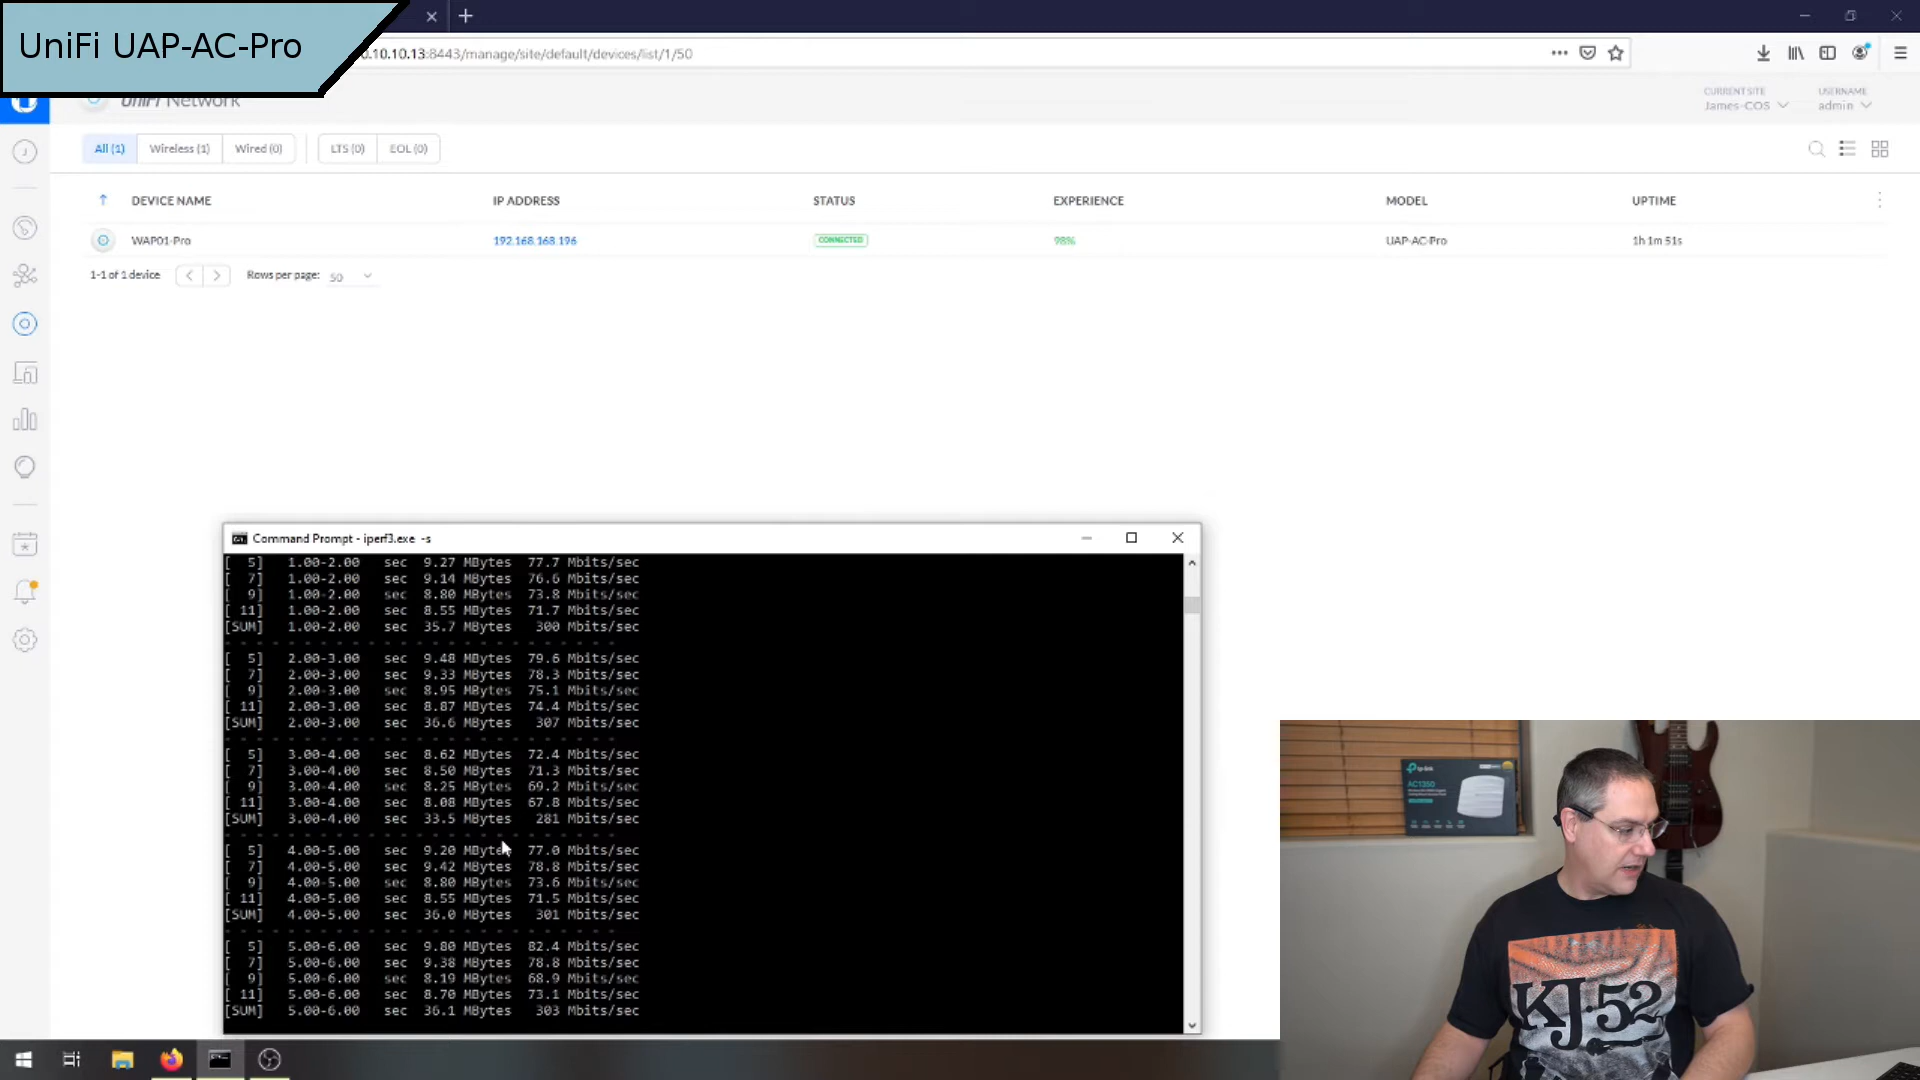 UniFi UAP-AC-Pro
0.10.10.13:8443/manage/site/default/devices/list/1/50
UniFi Network
CURRENT SITE
James-COS
USERNAME
admin
All (1) Wireless (1) Wired (0) LTS (0) EOL (0)
DEVICE NAME IP ADDRESS STATUS EXPERIENCE MODEL UPTIME
WAP01-Pro 192.168.168.196 CONNECTED 98% UAP-AC-Pro 1h 1m 51s
1-1 of 1 device Rows per page: 50
Command Prompt - iperf3.exe -s
[ 5] 1.00-2.00 sec 9.27 MBytes 77.7 Mbits/sec
[ 7] 1.00-2.00 sec 9.14 MBytes 76.6 Mbits/sec
[ 9] 1.00-2.00 sec 8.80 MBytes 73.8 Mbits/sec
[ 11] 1.00-2.00 sec 8.55 MBytes 71.7 Mbits/sec
[SUM] 1.00-2.00 sec 35.7 MBytes 300 Mbits/sec
- - - - - - - - - - - - - - - - - - - - - - - - -
[ 5] 2.00-3.00 sec 9.48 MBytes 79.6 Mbits/sec
[ 7] 2.00-3.00 sec 9.33 MBytes 78.3 Mbits/sec
[ 9] 2.00-3.00 sec 8.95 MBytes 75.1 Mbits/sec
[ 11] 2.00-3.00 sec 8.87 MBytes 74.4 Mbits/sec
[SUM] 2.00-3.00 sec 36.6 MBytes 307 Mbits/sec
- - - - - - - - - - - - - - - - - - - - - - - - -
[ 5] 3.00-4.00 sec 8.62 MBytes 72.4 Mbits/sec
[ 7] 3.00-4.00 sec 8.50 MBytes 71.3 Mbits/sec
[ 9] 3.00-4.00 sec 8.25 MBytes 69.2 Mbits/sec
[ 11] 3.00-4.00 sec 8.08 MBytes 67.8 Mbits/sec
[SUM] 3.00-4.00 sec 33.5 MBytes 281 Mbits/sec
- - - - - - - - - - - - - - - - - - - - - - - - -
[ 5] 4.00-5.00 sec 9.20 MBytes 77.0 Mbits/sec
[ 7] 4.00-5.00 sec 9.42 MBytes 78.8 Mbits/sec
[ 9] 4.00-5.00 sec 8.80 MBytes 73.6 Mbits/sec
[ 11] 4.00-5.00 sec 8.55 MBytes 71.5 Mbits/sec
[SUM] 4.00-5.00 sec 36.0 MBytes 301 Mbits/sec
- - - - - - - - - - - - - - - - - - - - - - - - -
[ 5] 5.00-6.00 sec 9.80 MBytes 82.4 Mbits/sec
[ 7] 5.00-6.00 sec 9.38 MBytes 78.8 Mbits/sec
[ 9] 5.00-6.00 sec 8.19 MBytes 68.9 Mbits/sec
[ 11] 5.00-6.00 sec 8.70 MBytes 73.1 Mbits/sec
[SUM] 5.00-6.00 sec 36.1 MBytes 303 Mbits/sec
tp-link
AC1350
KJ-52